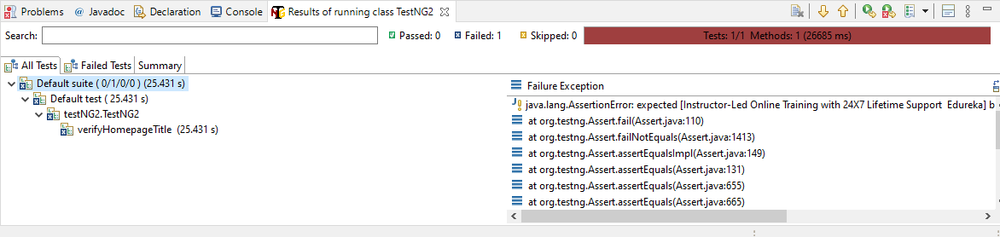 Problems @ Javadoc Declaration Console Results of running class TestNG2
Search: Passed: 0 Failed: 1 Skipped: 0 Tests: 1/1 Methods: 1 (26685 ms)
All Tests Failed Tests Summary
Default suite ( 0/1/0/0 ) (25.431 s)
Default test ( 25.431 s)
testNG2.TestNG2
verifyHomepageTitle (25.431 s)
Failure Exception
java.lang.AssertionError: expected [Instructor-Led Online Training with 24X7 Lifetime Support Edureka] b
at org.testng.Assert.fail(Assert.java:110)
at org.testng.Assert.failNotEquals(Assert.java:1413)
at org.testng.Assert.assertEqualsImpl(Assert.java:149)
at org.testng.Assert.assertEquals(Assert.java:131)
at org.testng.Assert.assertEquals(Assert.java:655)
at org.testng.Assert.assertEquals(Assert.java:665)